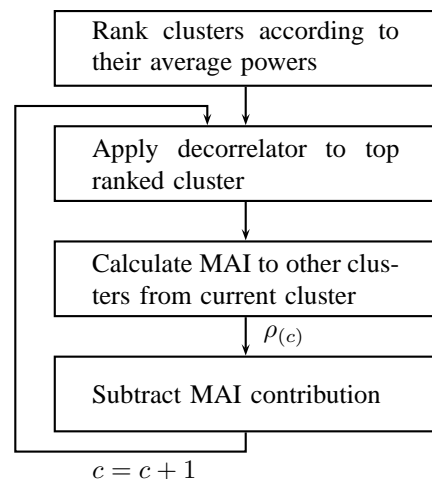 Rank clusters according to
their average powers
Apply decorrelator to top
ranked cluster
Calculate MAI to other clus-
ters from current cluster
ρ(c)
Subtract MAI contribution
c = c + 1